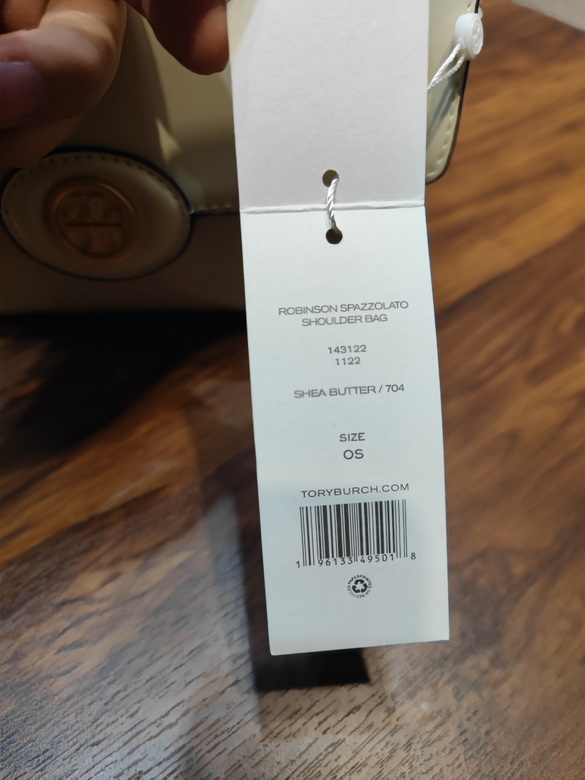 ROBINSON SPAZZOLATO
SHOULDER BAG
143122
1122
SHEA BUTTER / 704
SIZE
OS
TORYBURCH.COM
1 96133 49501 8